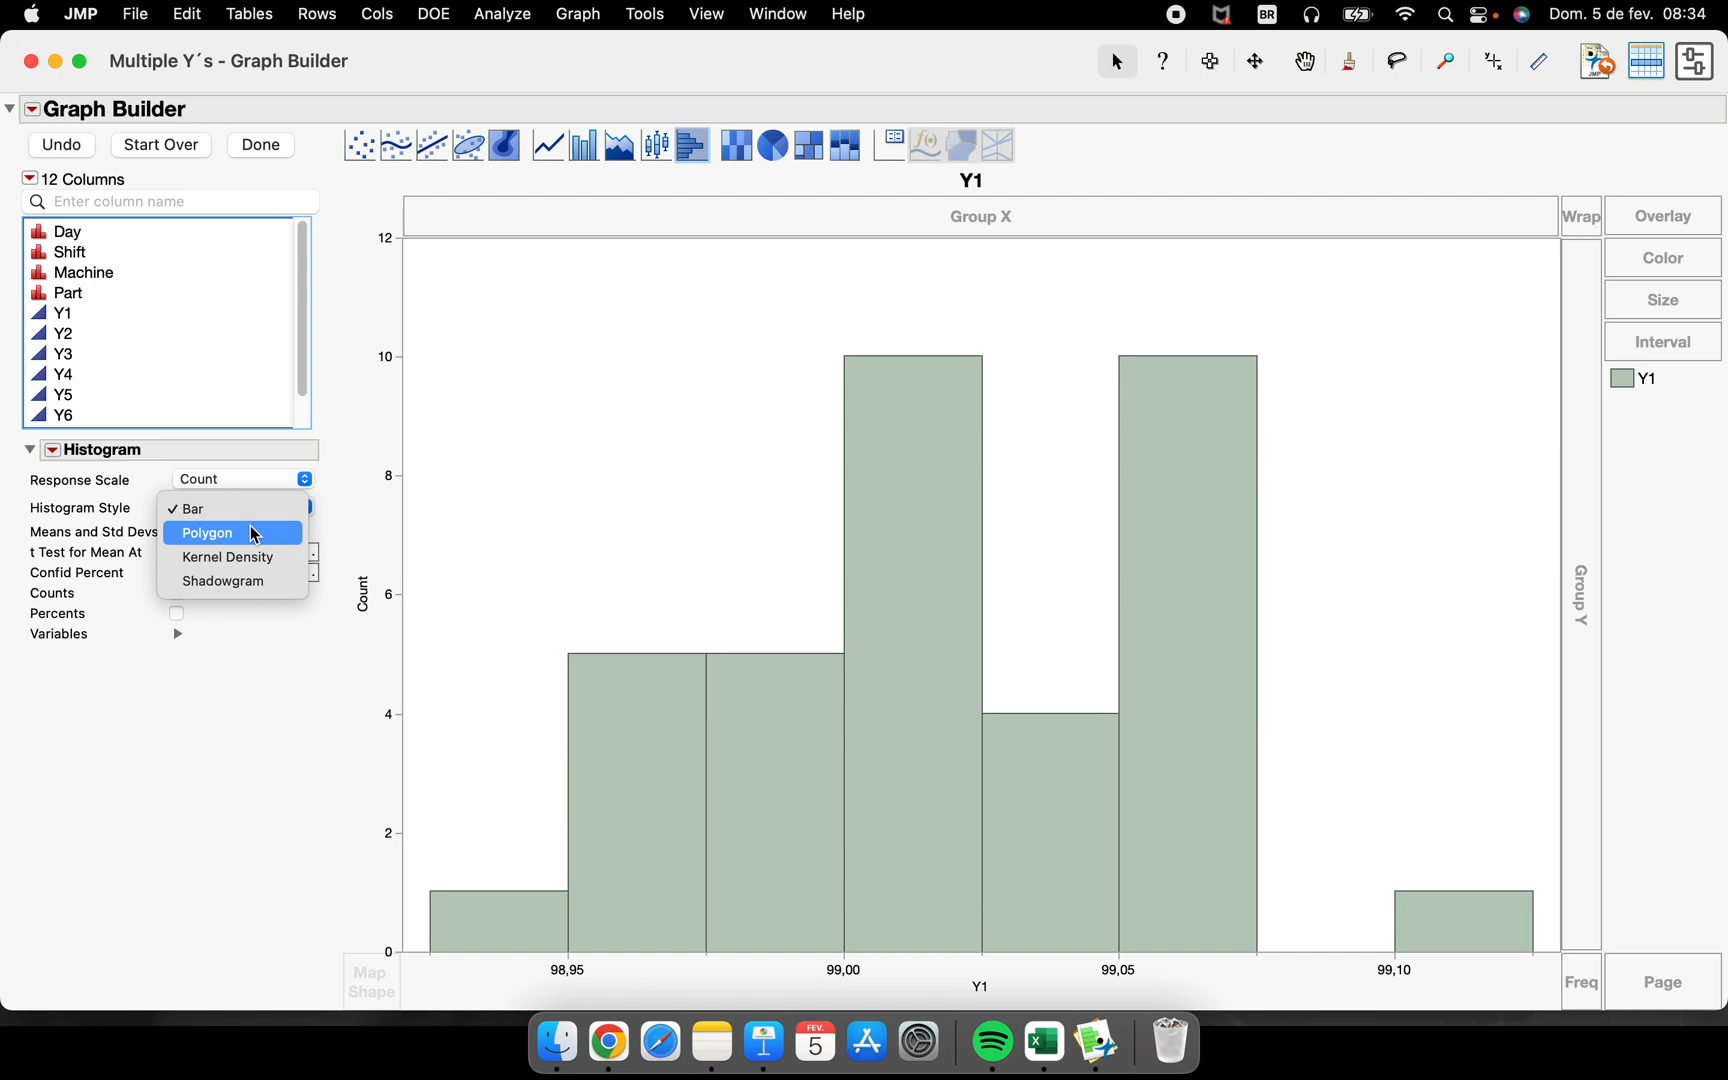 JMP File Edit Tables Rows Cols DOE Analyze Graph Tools View Window Help BR Dom. 5 de fev. 08:34
Multiple Y´s - Graph Builder
Graph Builder
Undo Start Over Done
12 Columns
Enter column name
Day
Shift
Machine
Part
Y1
Y2
Y3
Y4
Y5
Y6
Histogram
Response Scale Count
Histogram Style
✓ Bar
Polygon
Kernel Density
Shadowgram
Means and Std Devs
t Test for Mean At
Confid Percent
Counts
Percents
Variables
Y1
Group X
Wrap
Overlay
Color
Size
Interval
Y1
12
10
8
6
4
2
0
Count
Group Y
98,95 99,00 99,05 99,10
Y1
Map
Shape
Freq
Page
FEV.
5